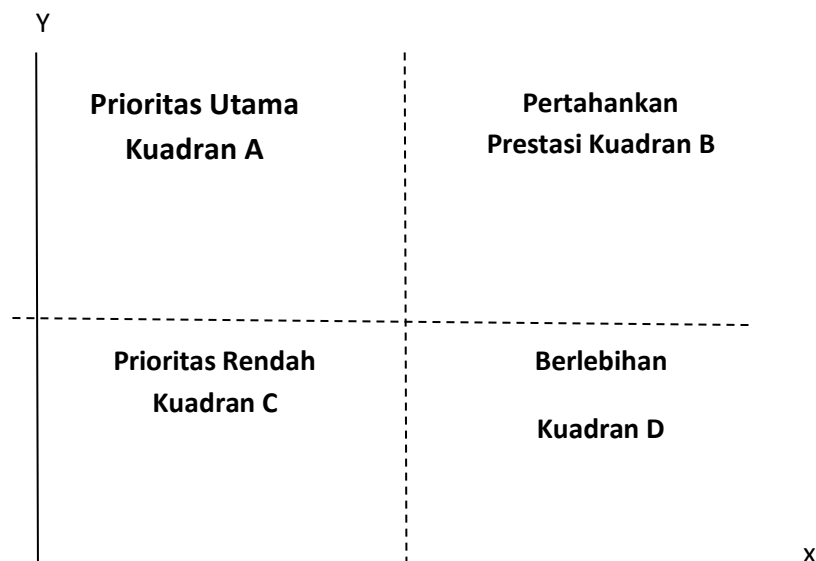 Y
Prioritas Utama
Kuadran A
Pertahankan
Prestasi Kuadran B
Prioritas Rendah
Kuadran C
Berlebihan
Kuadran D
x